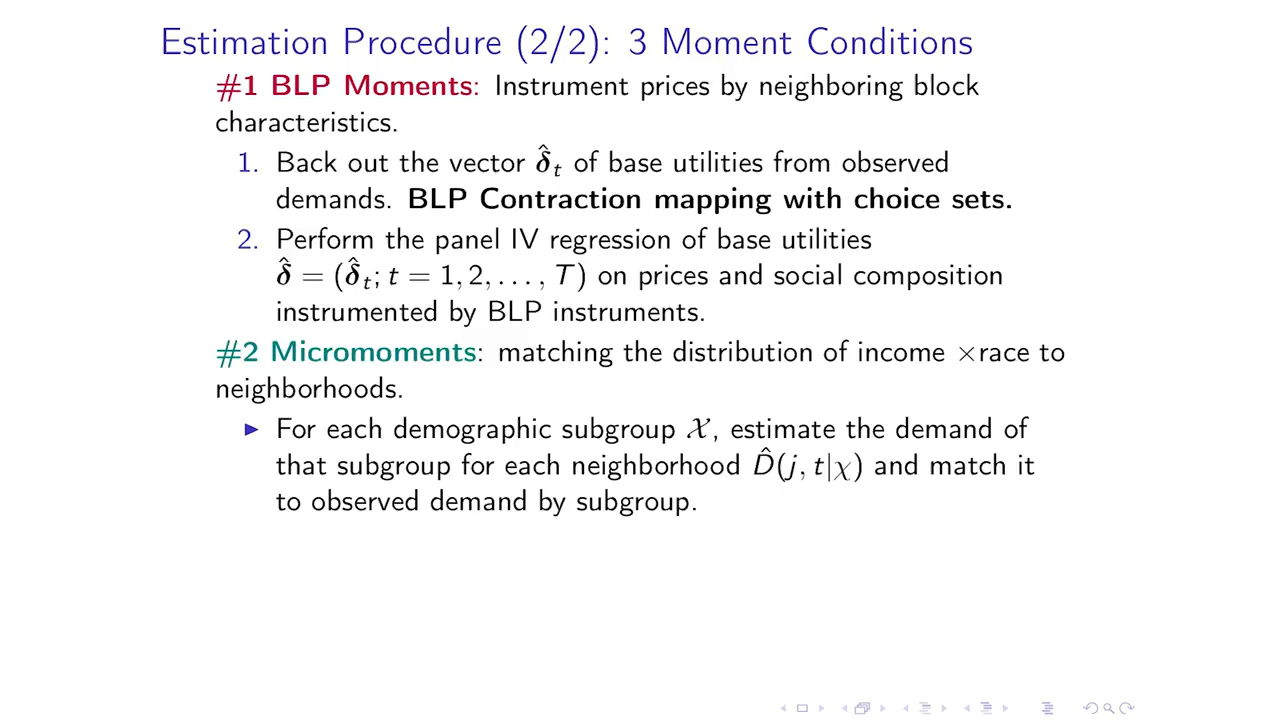 Estimation Procedure (2/2): 3 Moment Conditions
#1 BLP Moments: Instrument prices by neighboring block
characteristics.
1. Back out the vector δ̂_t of base utilities from observed
demands. BLP Contraction mapping with choice sets.
2. Perform the panel IV regression of base utilities
δ̂ = (δ̂_t; t = 1, 2, . . . , T) on prices and social composition
instrumented by BLP instruments.
#2 Micromoments: matching the distribution of income ×race to
neighborhoods.
▶ For each demographic subgroup 𝒳, estimate the demand of
that subgroup for each neighborhood D̂(j, t|χ) and match it
to observed demand by subgroup.